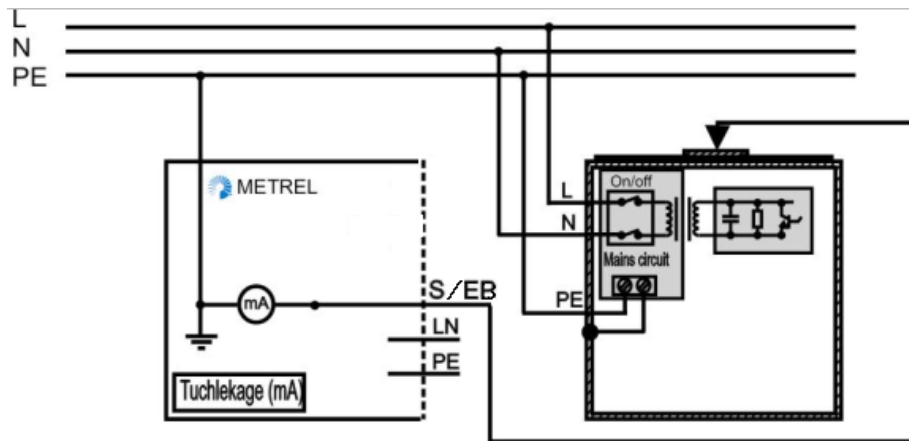 L
N
PE
METREL
On/off
L
N
Mains circuit
mA
S/EB
PE
LN
PE
Tuchlekage (mA)